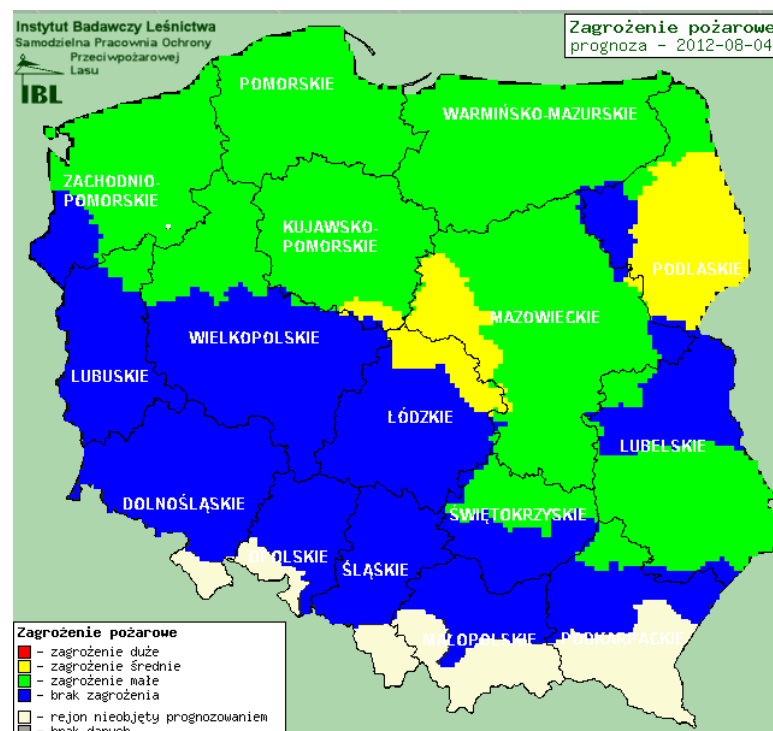 Instytut Badawczy Leśnictwa
Samodzielna Pracownia Ochrony
Przeciwpożarowej
Lasu
IBL
Zagrożenie pożarowe
prognoza - 2012-08-04
POMORSKIE
WARMIŃSKO-MAZURSKIE
ZACHODNIO-
POMORSKIE
KUJAWSKO-
POMORSKIE
PODLASKIE
MAZOWIECKIE
WIELKOPOLSKIE
LUBUSKIE
ŁÓDZKIE
LUBELSKIE
DOLNOŚLĄSKIE
ŚWIĘTOKRZYSKIE
OPOLSKIE
ŚLĄSKIE
MAŁOPOLSKIE
PODKARPACKIE
Zagrożenie pożarowe
- zagrożenie duże
- zagrożenie średnie
- zagrożenie małe
- brak zagrożenia
- rejon nieobjęty prognozowaniem
- brak danych